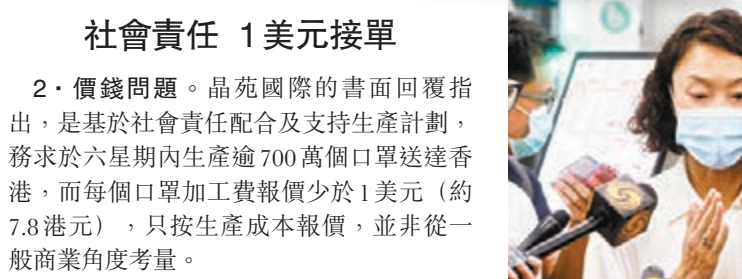 社會責任 1美元接單
2．價錢問題。晶苑國際的書面回覆指
出，是基於社會責任配合及支持生產計劃，
務求於六星期內生產逾700萬個口罩送達香
港，而每個口罩加工費報價少於1美元（約
7.8港元），只按生產成本報價，並非從一
般商業角度考量。